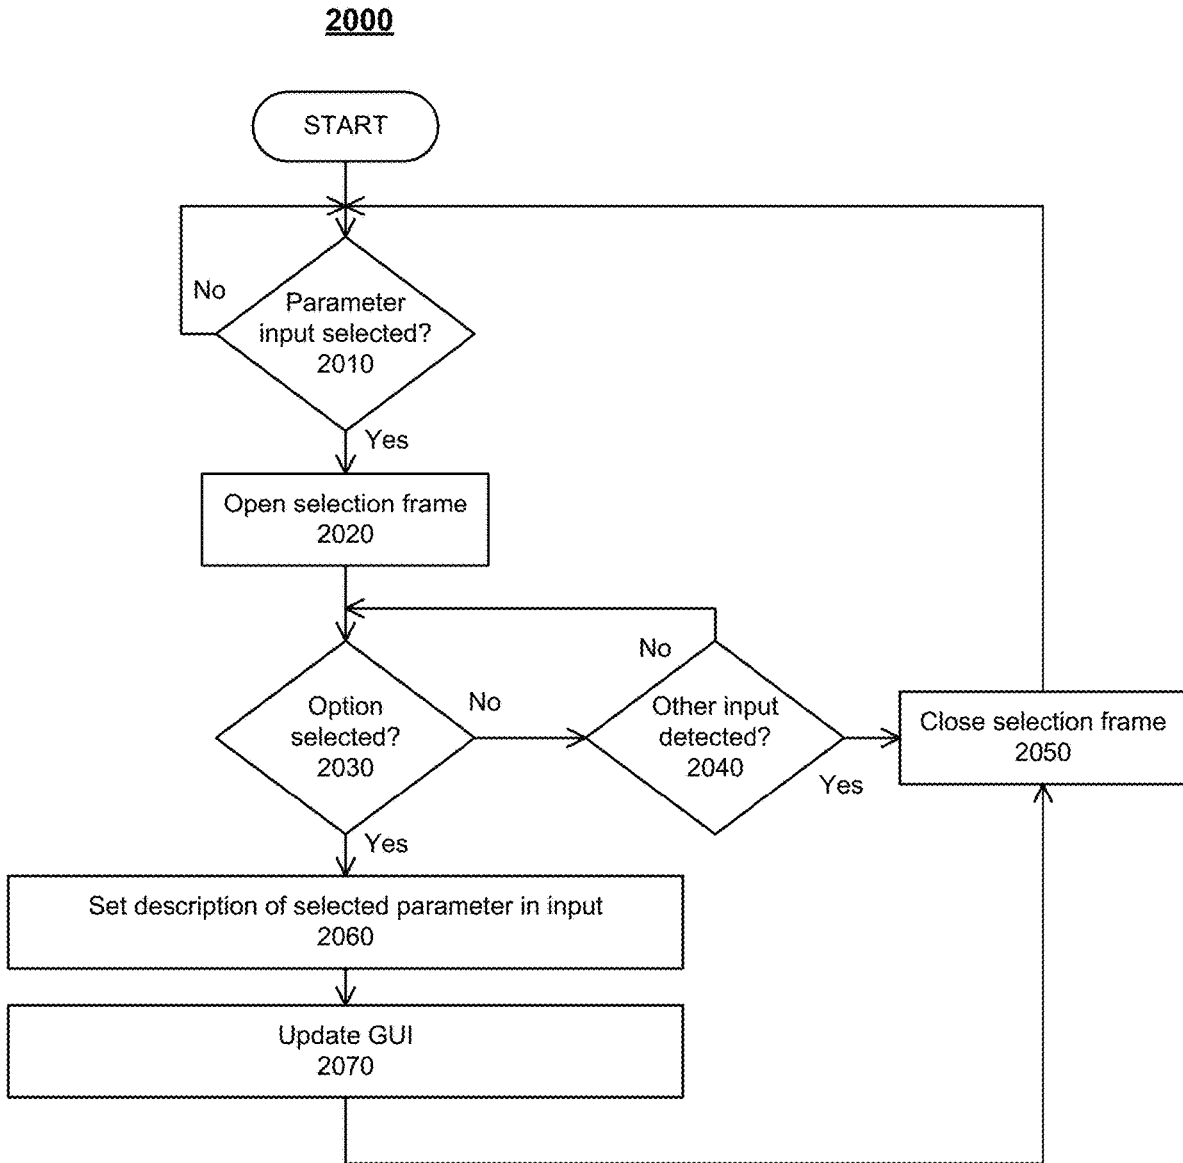 2000
START
No
Parameter
input selected?
2010
Yes
Open selection frame
2020
No
Option
selected?
2030
No
Other input
detected?
2040
Yes
Close selection frame
2050
Yes
Set description of selected parameter in input
2060
Update GUI
2070